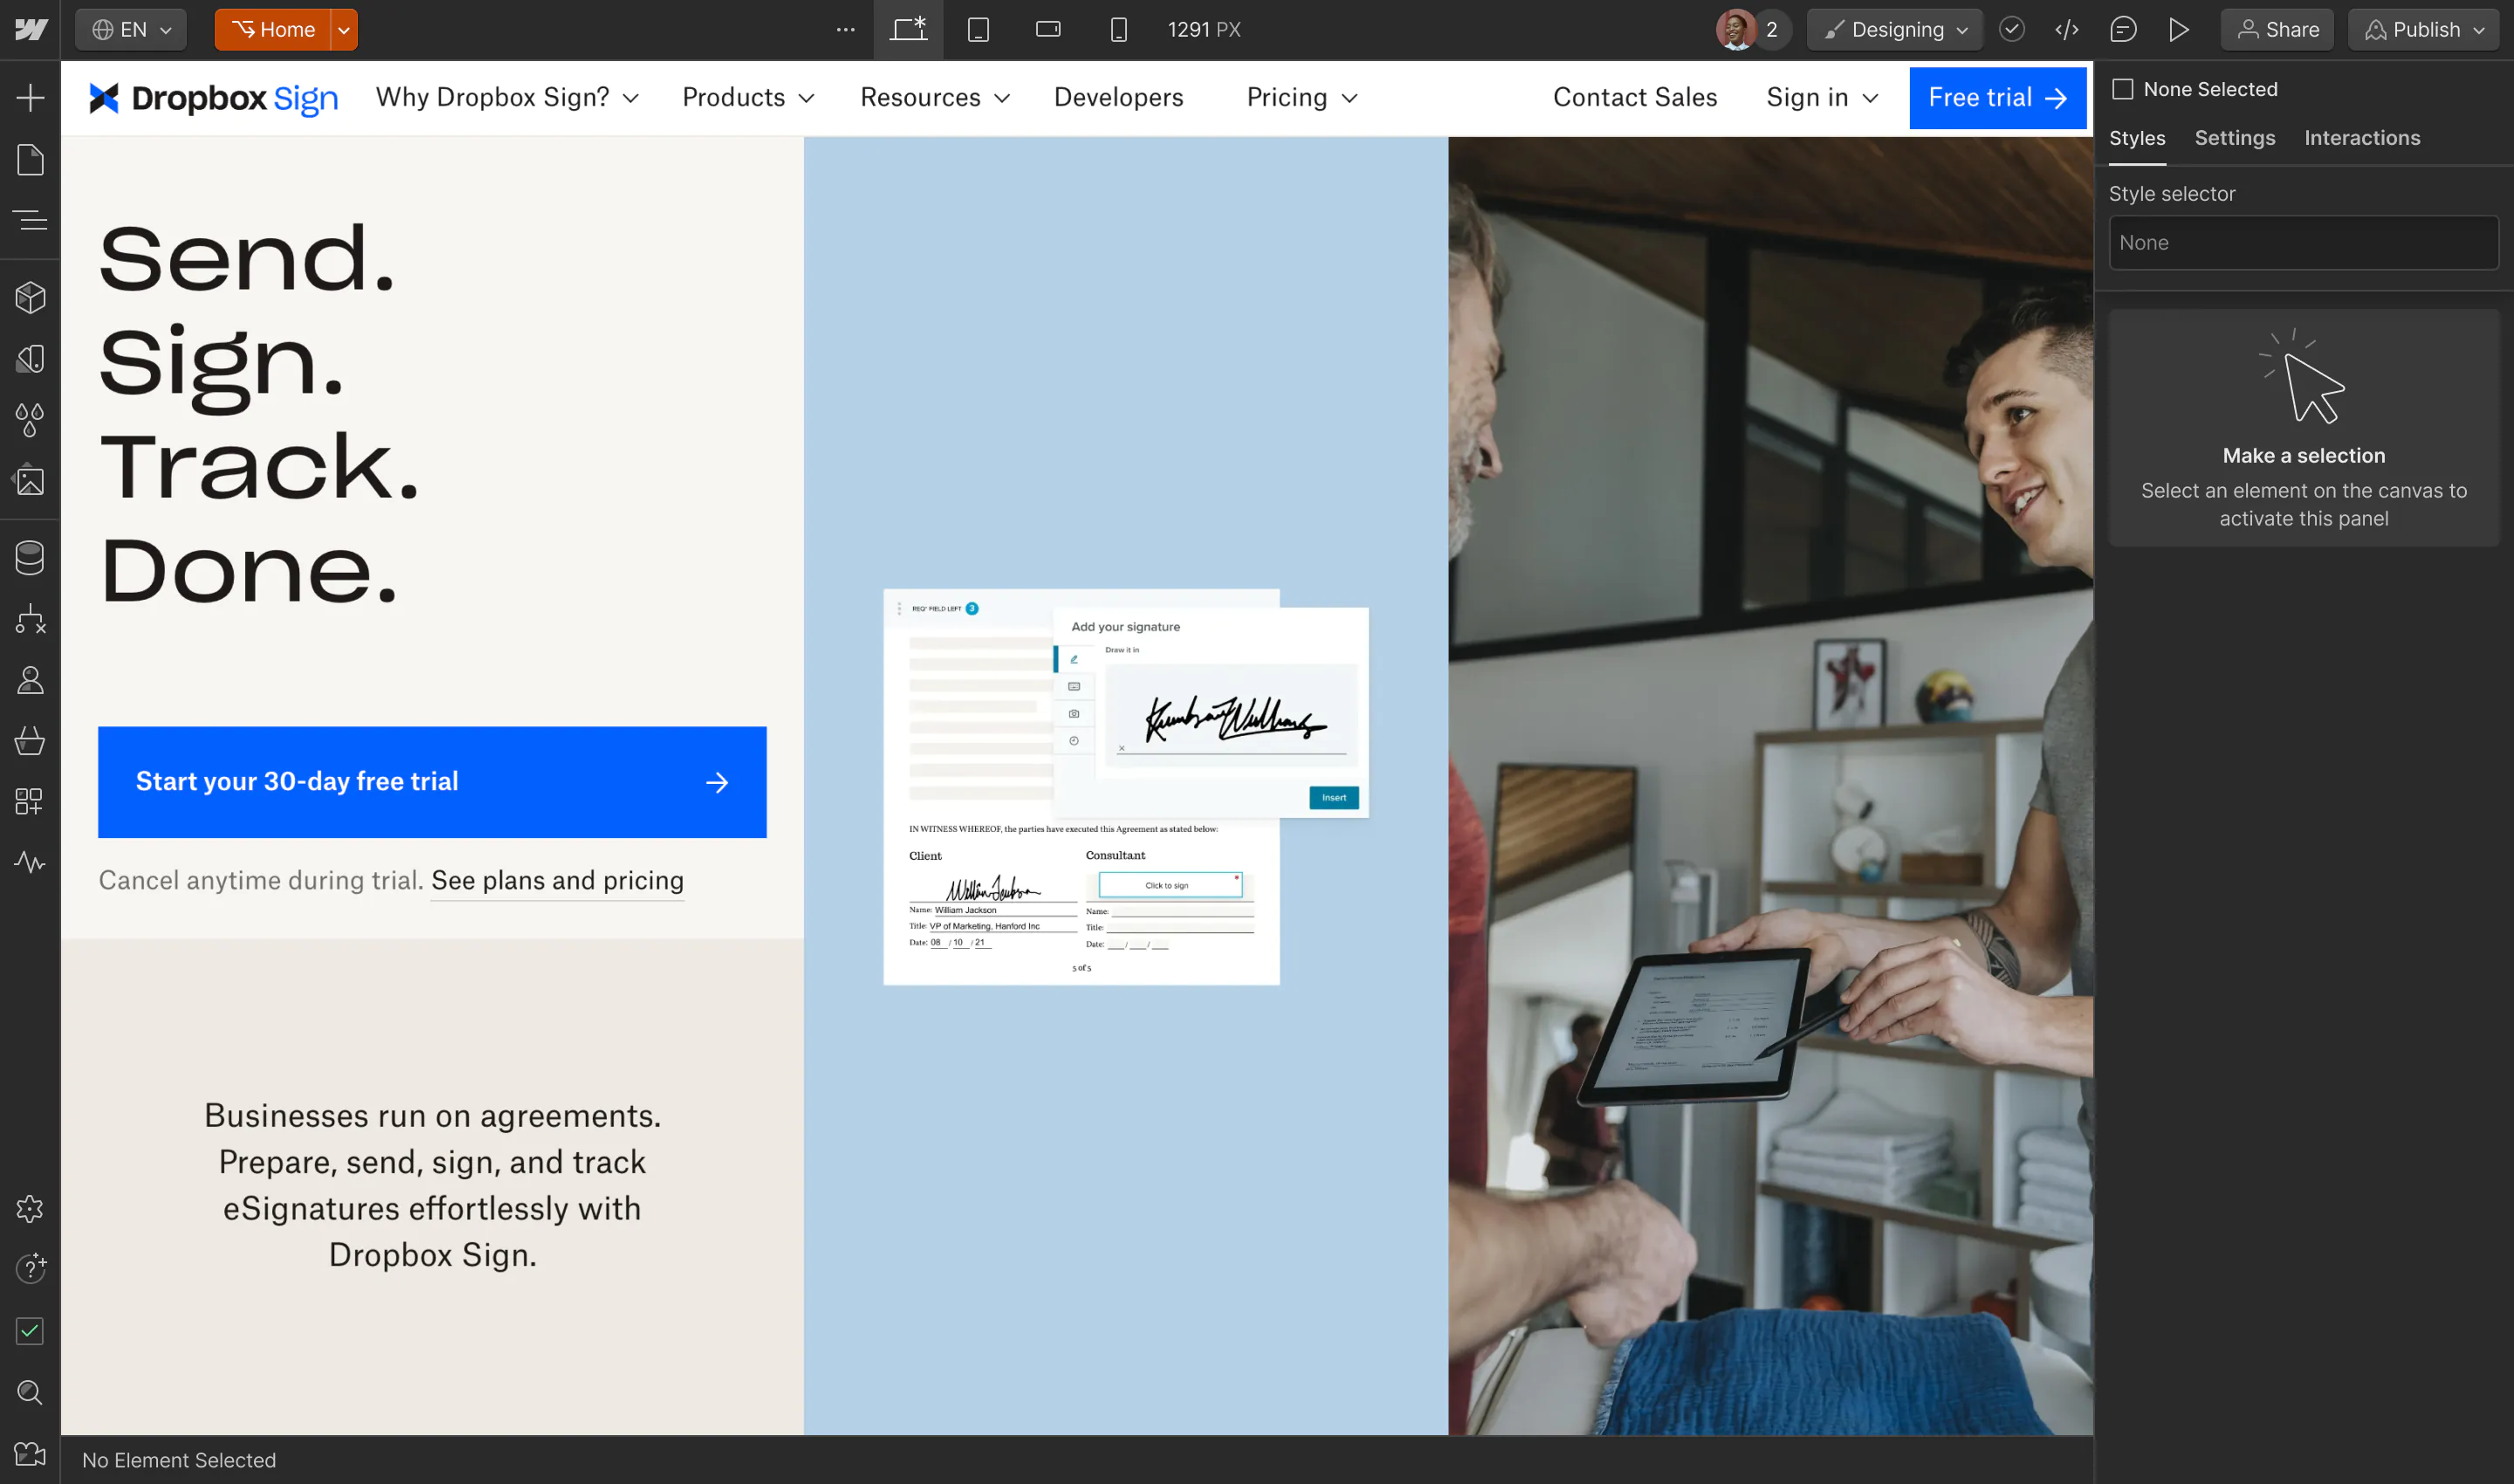 EN
Home
1291 PX
2
Designing
Share
Publish
Dropbox Sign
Why Dropbox Sign?
Products
Resources
Developers
Pricing
Contact Sales
Sign in
Free trial
Send.
Sign.
Track.
Done.
Start your 30-day free trial
Cancel anytime during trial. See plans and pricing
Businesses run on agreements.
Prepare, send, sign, and track
eSignatures effortlessly with
Dropbox Sign.
REQ' FIELD LEFT 3
Add your signature
Draw it in
Insert
IN WITNESS WHEREOF, the parties have executed this Agreement as stated below:
Client
Consultant
Click to sign
Name: William Jackson
Name:
Title: VP of Marketing, Hanford Inc
Title:
Date: 08 / 10 / 21
Date: __/__/__
5 of 5
None Selected
Styles
Settings
Interactions
Style selector
None
Make a selection
Select an element on the canvas to
activate this panel
No Element Selected